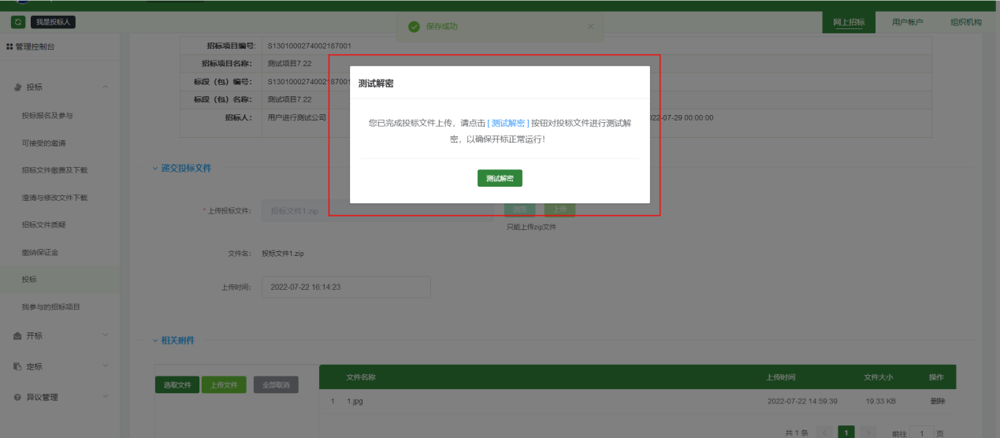 我是投标人
保存成功
网上招标 用户帐户 组织机构
管理控制台
投标
投标报名及参与
可接受的邀请
招标文件缴费及下载
澄清与修改文件下载
招标文件质疑
缴纳保证金
投标
我参与的招标项目
开标
定标
异议管理
招标项目编号: S1301000274002187001
招标项目名称: 测试项目7.22
标段（包）编号: S1301000274002187001
标段（包）名称: 测试项目7.22
招标人: 用户进行测试公司 22-07-29 00:00:00
测试解密
您已完成投标文件上传，请点击 [ 测试解密 ] 按钮对投标文件进行测试解
密，以确保开标正常运行！
测试解密
递交投标文件
* 上传投标文件: 投标文件1.zip 浏览 上传
只能上传zip文件
文件名: 投标文件1.zip
上传时间: 2022-07-22 16:14:23
相关附件
选取文件 上传文件 全部取消
文件名称 上传时间 文件大小 操作
1 1.jpg 2022-07-22 14:59:39 19.33 KB 删除
共 1 条 1 前往 1 页